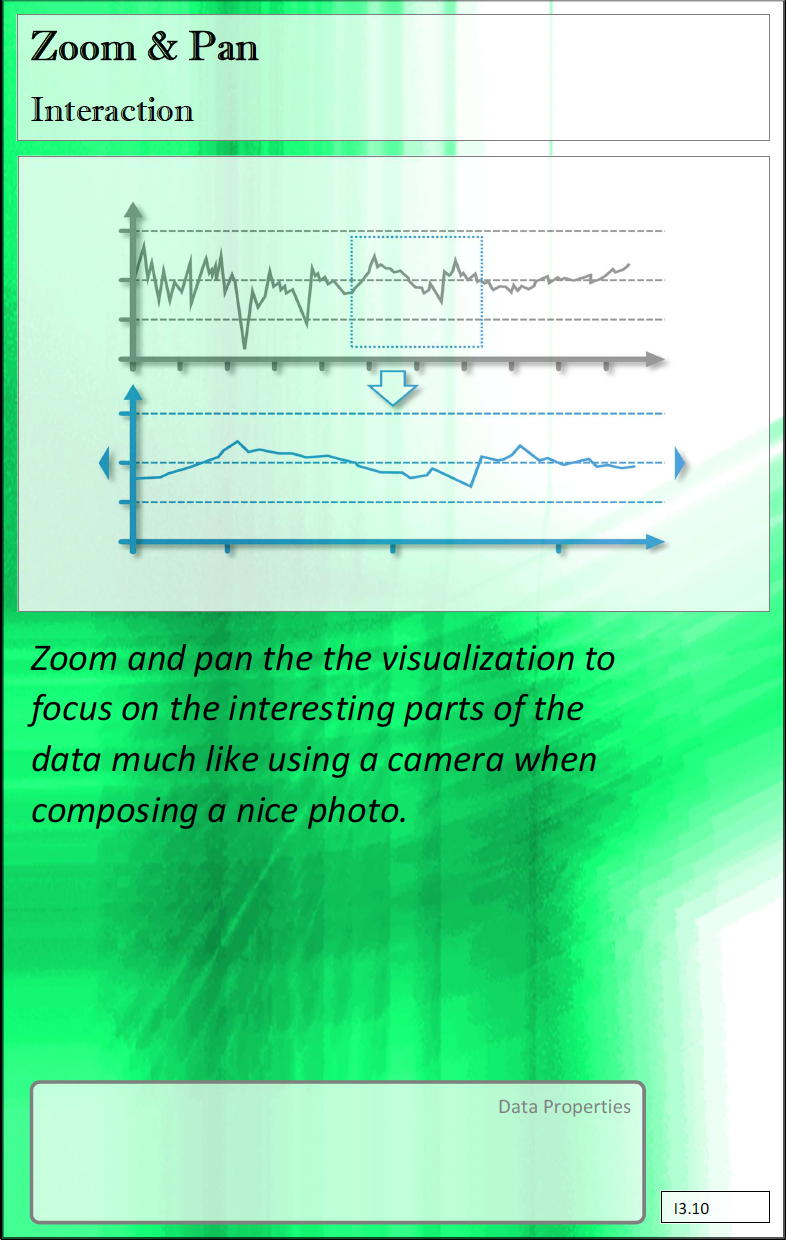 Zoom & Pan
Interaction
Zoom and pan the the visualization to
focus on the interesting parts of the
data much like using a camera when
composing a nice photo.
Data Properties
I3.10